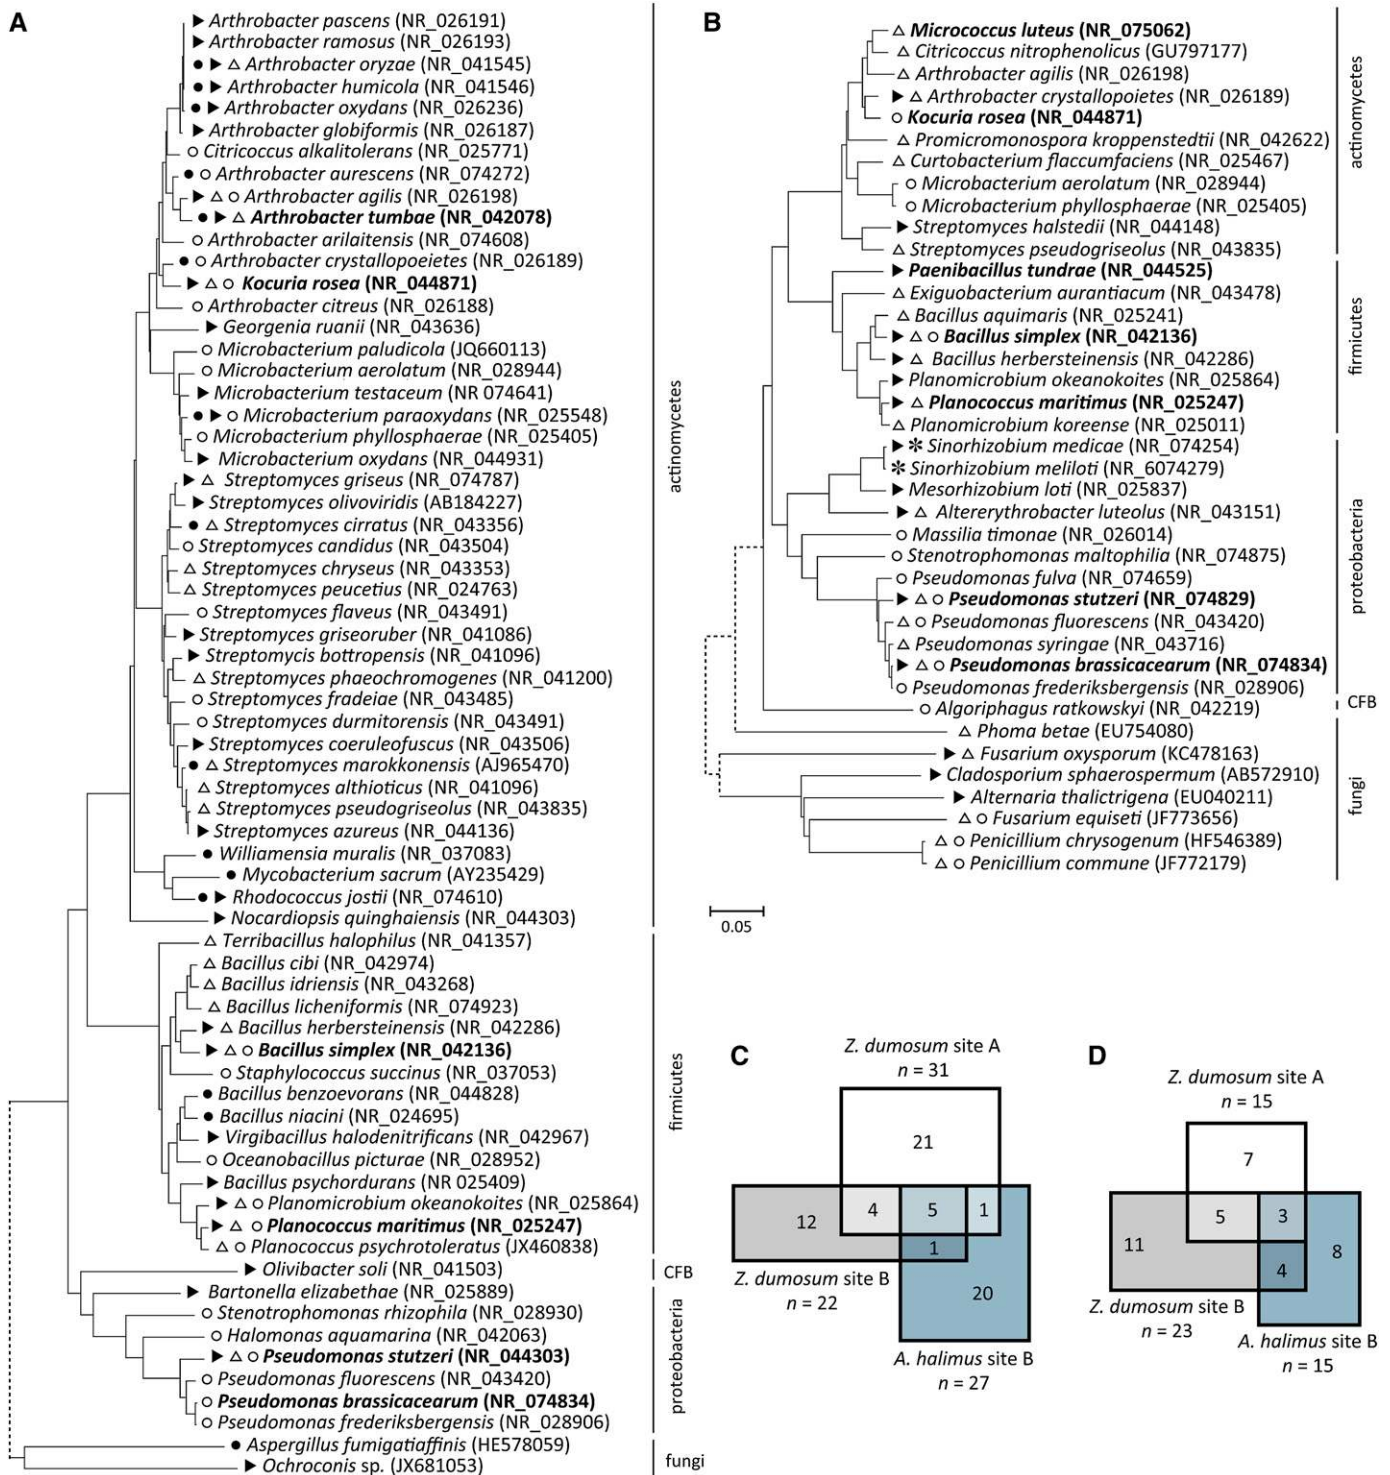 A
Arthrobacter pascens (NR_026191)
Arthrobacter ramosus (NR_026193)
Arthrobacter oryzae (NR_041545)
Arthrobacter humicola (NR_041546)
Arthrobacter oxydans (NR_026236)
Arthrobacter globiformis (NR_026187)
Citricoccus alkalitolerans (NR_025771)
Arthrobacter aurescens (NR_074272)
Arthrobacter agilis (NR_026198)
Arthrobacter tumbae (NR_042078)
Arthrobacter arilaitensis (NR_074608)
Arthrobacter crystallopoietes (NR_026189)
Kocuria rosea (NR_044871)
Arthrobacter citreus (NR_026188)
Georgenia ruanii (NR_043636)
Microbacterium paludicola (JQ660113)
Microbacterium aerolatum (NR_028944)
Microbacterium testaceum (NR 074641)
Microbacterium paraoxydans (NR_025548)
Microbacterium phyllosphaerae (NR_025405)
Microbacterium oxydans (NR_044931)
Streptomyces griseus (NR_074787)
Streptomyces olivoviridis (AB184227)
Streptomyces cirratus (NR_043356)
Streptomyces candidus (NR_043504)
Streptomyces chryseus (NR_043353)
Streptomyces peucetius (NR_024763)
Streptomyces flaveus (NR_043491)
Streptomyces griseoruber (NR_041086)
Streptomycis bottropensis (NR_041096)
Streptomyces phaeochromogenes (NR_041200)
Streptomyces fradeiae (NR_043485)
Streptomyces durmitorensis (NR_043491)
Streptomyces coeruleofuscus (NR_043506)
Streptomyces marokkonensis (AJ965470)
Streptomyces althioticus (NR_041096)
Streptomyces pseudogriseolus (NR_043835)
Streptomyces azureus (NR_044136)
Williamensia muralis (NR_037083)
Mycobacterium sacrum (AY235429)
Rhodococcus jostii (NR_074610)
Nocardiopsis quinghaiensis (NR_044303)
actinomycetes
Terribacillus halophilus (NR_041357)
Bacillus cibi (NR_042974)
Bacillus idriensis (NR_043268)
Bacillus licheniformis (NR_074923)
Bacillus herbersteinensis (NR_042286)
Bacillus simplex (NR_042136)
Staphylococcus succinus (NR_037053)
Bacillus benzoevorans (NR_044828)
Bacillus niacini (NR_024695)
Virgibacillus halodenitrificans (NR_042967)
Oceanobacillus picturae (NR_028952)
Bacillus psychordurans (NR 025409)
Planomicrobium okeanokoites (NR_025864)
Planococcus maritimus (NR_025247)
Planococcus psychrotoleratus (JX460838)
firmicutes
Olivibacter soli (NR_041503)
CFB
Bartonella elizabethae (NR_025889)
Stenotrophomonas rhizophila (NR_028930)
Halomonas aquamarina (NR_042063)
Pseudomonas stutzeri (NR_044303)
Pseudomonas fluorescens (NR_043420)
Pseudomonas brassicacearum (NR_074834)
Pseudomonas frederiksbergensis (NR_028906)
proteobacteria
Aspergillus fumigatiaffinis (HE578059)
Ochroconis sp. (JX681053)
fungi
B
Micrococcus luteus (NR_075062)
Citricoccus nitrophenolicus (GU797177)
Arthrobacter agilis (NR_026198)
Arthrobacter crystallopoietes (NR_026189)
Kocuria rosea (NR_044871)
Promicromonospora kroppenstedtii (NR_042622)
Curtobacterium flaccumfaciens (NR_025467)
Microbacterium aerolatum (NR_028944)
Microbacterium phyllosphaerae (NR_025405)
Streptomyces halstedii (NR_044148)
Streptomyces pseudogriseolus (NR_043835)
actinomycetes
Paenibacillus tundrae (NR_044525)
Exiguobacterium aurantiacum (NR_043478)
Bacillus aquimaris (NR_025241)
Bacillus simplex (NR_042136)
Bacillus herbersteinensis (NR_042286)
Planomicrobium okeanokoites (NR_025864)
Planococcus maritimus (NR_025247)
Planomicrobium koreense (NR_025011)
firmicutes
Sinorhizobium medicae (NR_074254)
Sinorhizobium meliloti (NR_6074279)
Mesorhizobium loti (NR_025837)
Altererythrobacter luteolus (NR_043151)
Massilia timonae (NR_026014)
Stenotrophomonas maltophilia (NR_074875)
Pseudomonas fulva (NR_074659)
Pseudomonas stutzeri (NR_074829)
Pseudomonas fluorescens (NR_043420)
Pseudomonas syringae (NR_043716)
Pseudomonas brassicacearum (NR_074834)
Pseudomonas frederiksbergensis (NR_028906)
proteobacteria
Algoriphagus ratkowskyi (NR_042219)
CFB
Phoma betae (EU754080)
Fusarium oxysporum (KC478163)
Cladosporium sphaerospermum (AB572910)
Alternaria thalictrigena (EU040211)
Fusarium equiseti (JF773656)
Penicillium chrysogenum (HF546389)
Penicillium commune (JF772179)
fungi
0.05
C
Z. dumosum site A
n = 31
21
12
4
5
1
1
20
Z. dumosum site B
n = 22
A. halimus site B
n = 27
D
Z. dumosum site A
n = 15
7
11
5
3
4
8
Z. dumosum site B
n = 23
A. halimus site B
n = 15